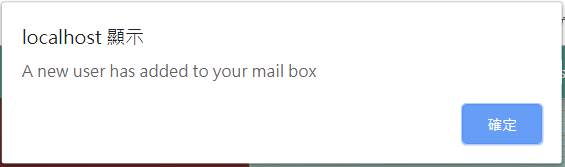 localhost 顯示
A new user has added to your mail box
確定